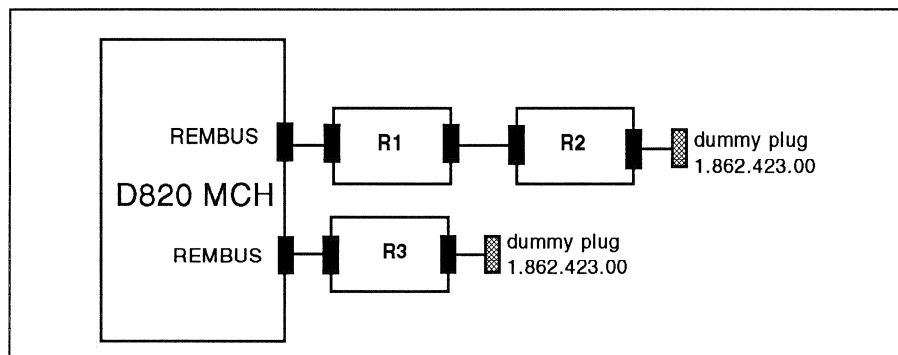 REMBUS
R1
R2
dummy plug
1.862.423.00
D820 MCH
REMBUS
R3
dummy plug
1.862.423.00